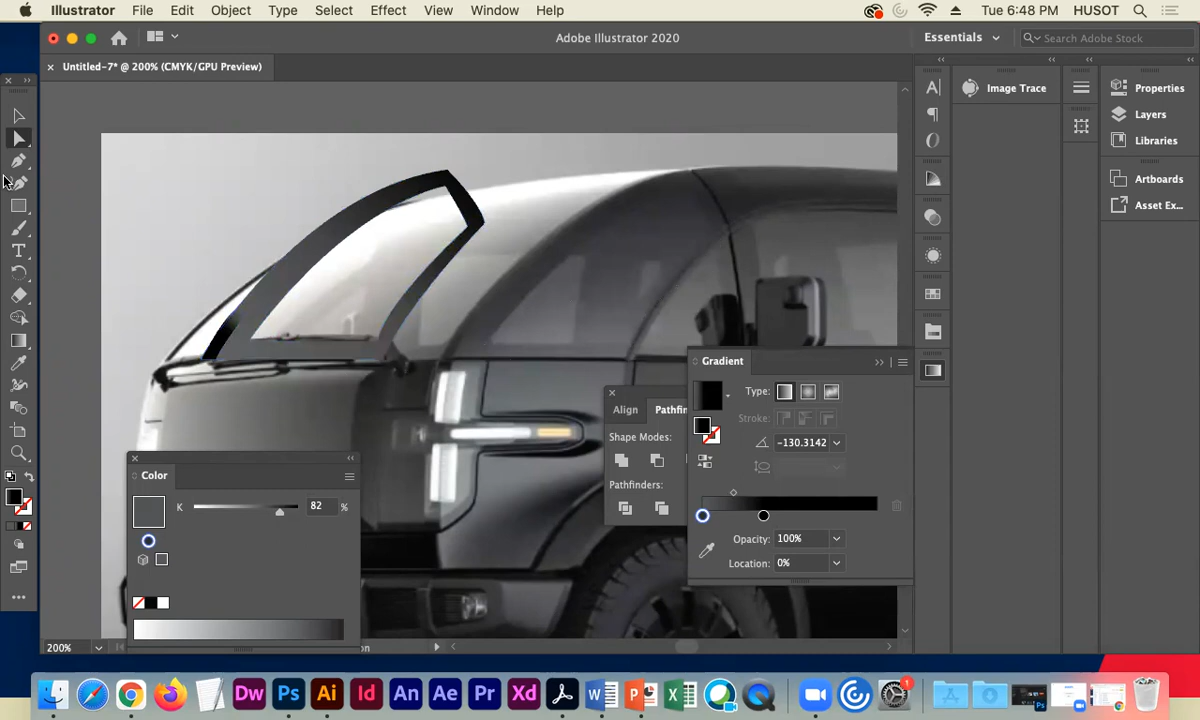 Illustrator File Edit Object Type Select Effect View Window Help
Tue 6:48 PM HUSOT
Adobe Illustrator 2020
Essentials
Search Adobe Stock
Untitled-7* @ 200% (CMYK/GPU Preview)
Image Trace
Properties
Layers
Libraries
Artboards
Asset Ex...
Gradient
Type:
Stroke:
-130.3142
Opacity: 100%
Location: 0%
Align Pathfin
Shape Modes:
Pathfinders:
Color
K 82 %
200%
on
Dw Ps Ai Id An Ae Pr Xd
1